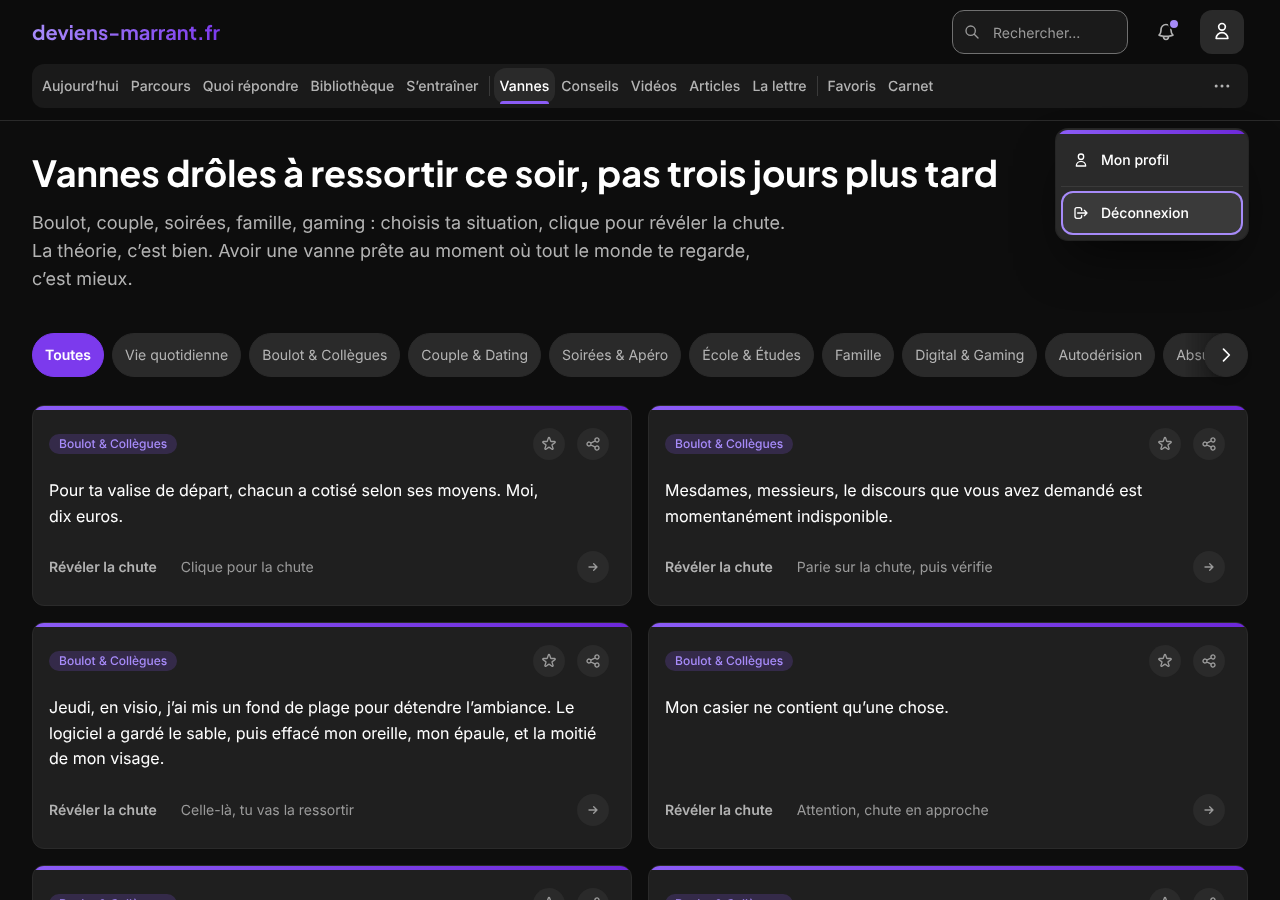 deviens-marrant.fr
Rechercher...
Aujourd’hui Parcours Quoi répondre Bibliothèque S’entraîner Vannes Conseils Vidéos Articles La lettre Favoris Carnet
Mon profil
Déconnexion
Vannes drôles à ressortir ce soir, pas trois jours plus tard
Boulot, couple, soirées, famille, gaming : choisis ta situation, clique pour révéler la chute.
La théorie, c’est bien. Avoir une vanne prête au moment où tout le monde te regarde,
c’est mieux.
Toutes Vie quotidienne Boulot & Collègues Couple & Dating Soirées & Apéro École & Études Famille Digital & Gaming Autodérision
Boulot & Collègues
Pour ta valise de départ, chacun a cotisé selon ses moyens. Moi,
dix euros.
Révéler la chute Clique pour la chute
Boulot & Collègues
Mesdames, messieurs, le discours que vous avez demandé est
momentanément indisponible.
Révéler la chute Parie sur la chute, puis vérifie
Boulot & Collègues
Jeudi, en visio, j’ai mis un fond de plage pour détendre l’ambiance. Le
logiciel a gardé le sable, puis effacé mon oreille, mon épaule, et la moitié
de mon visage.
Révéler la chute Celle-là, tu vas la ressortir
Boulot & Collègues
Mon casier ne contient qu’une chose.
Révéler la chute Attention, chute en approche